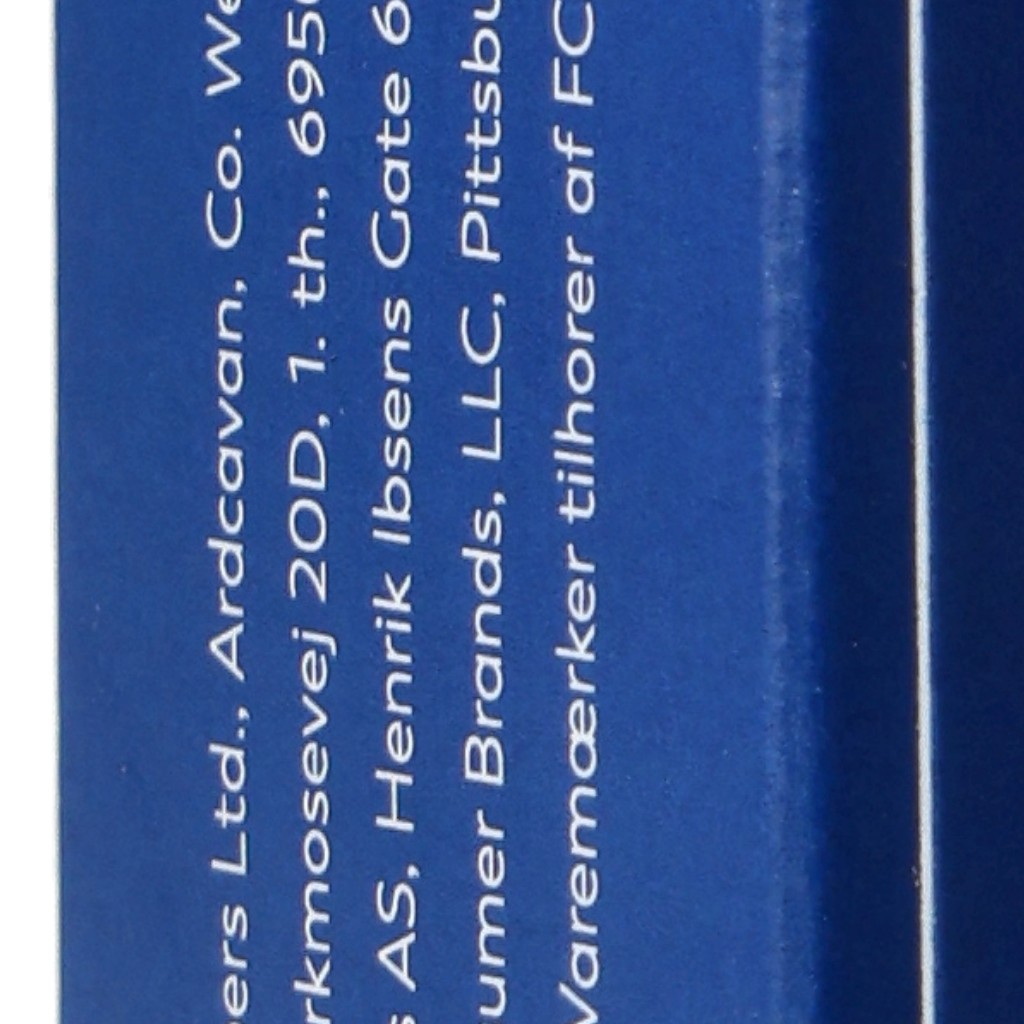 ers Ltd., Ardcavan, Co. We
rkmosevej 20D, 1. th., 695
s AS, Henrik Ibsens Gate 6
umer Brands, LLC, Pittsbu
Varemærker tilhorer af FC